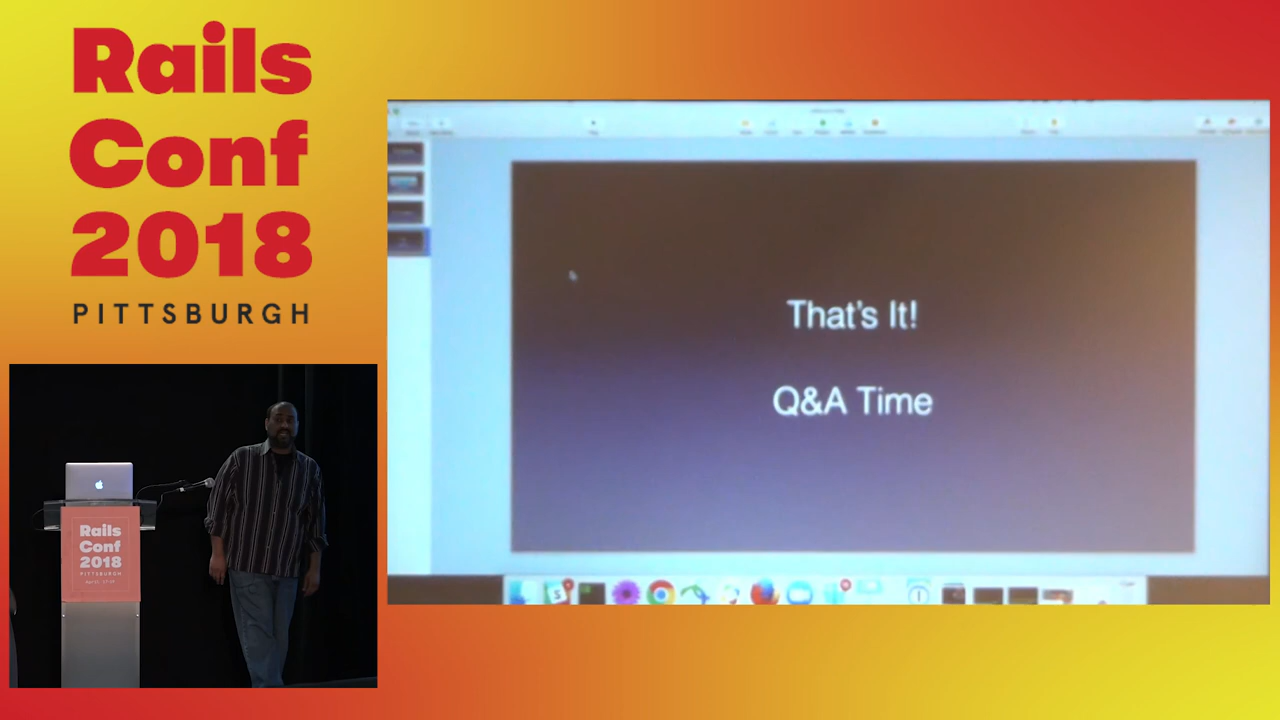 Rails
Conf
2018
PITTSBURGH
That's It!
Q&A Time
Rails
Conf
2018
PITTSBURGH